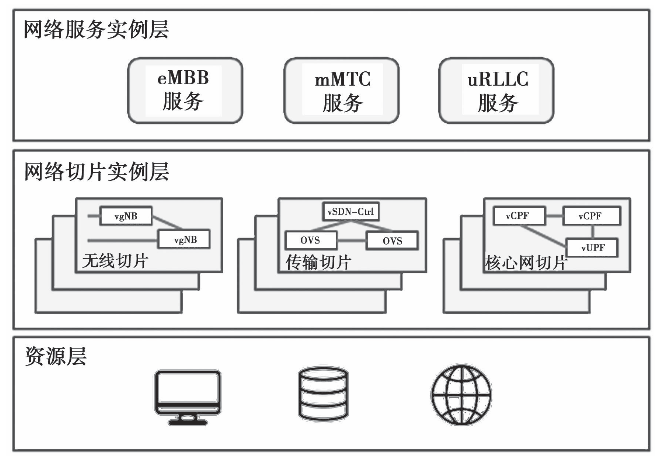 网络服务实例层
eMBB
服务
mMTC
服务
uRLLC
服务
网络切片实例层
vgNB
vgNB
无线切片
vSDN-Ctrl
OVS
OVS
传输切片
vCPF
vCPF
vUPF
核心网切片
资源层